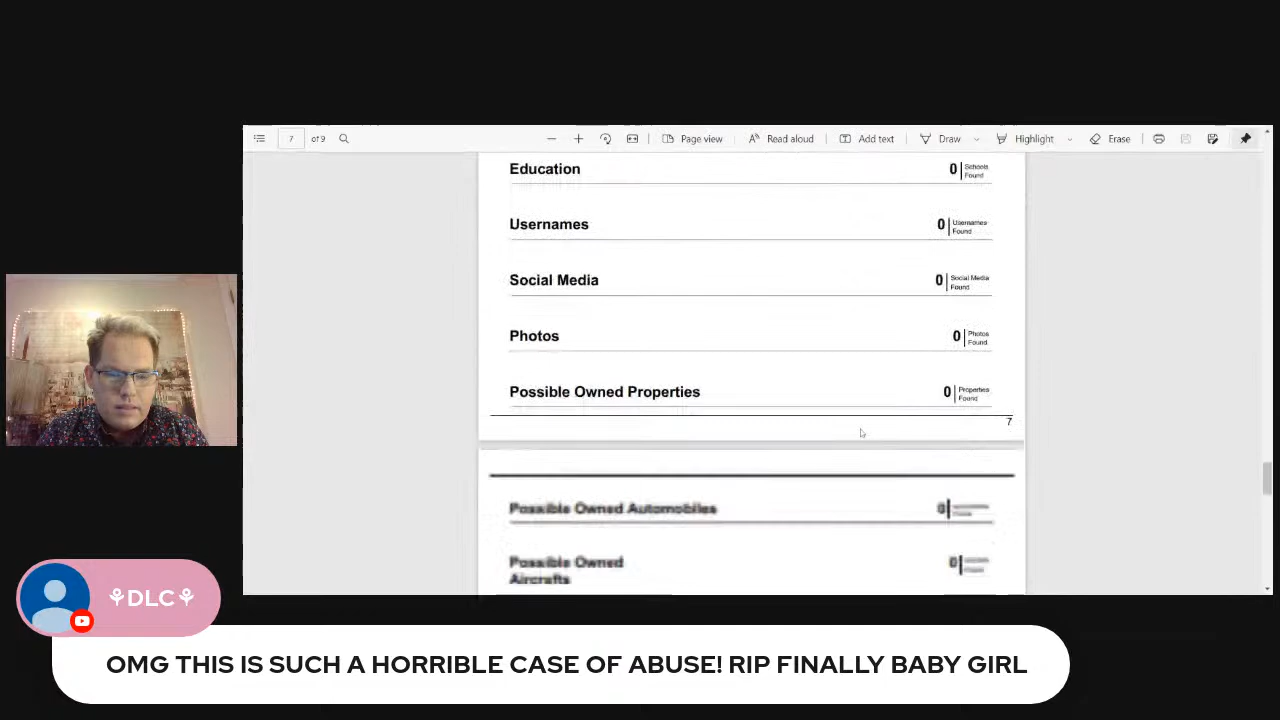 7 of 9 Page view Read aloud Add text Draw Highlight Erase
Education 0 Schools Found
Usernames 0 Usernames Found
Social Media 0 Social Media Found
Photos 0 Photos Found
Possible Owned Properties 0 Properties Found
7
Possible Owned Automobiles 0
Possible Owned 0
Aircrafts
⚘DLC⚘
OMG THIS IS SUCH A HORRIBLE CASE OF ABUSE! RIP FINALLY BABY GIRL